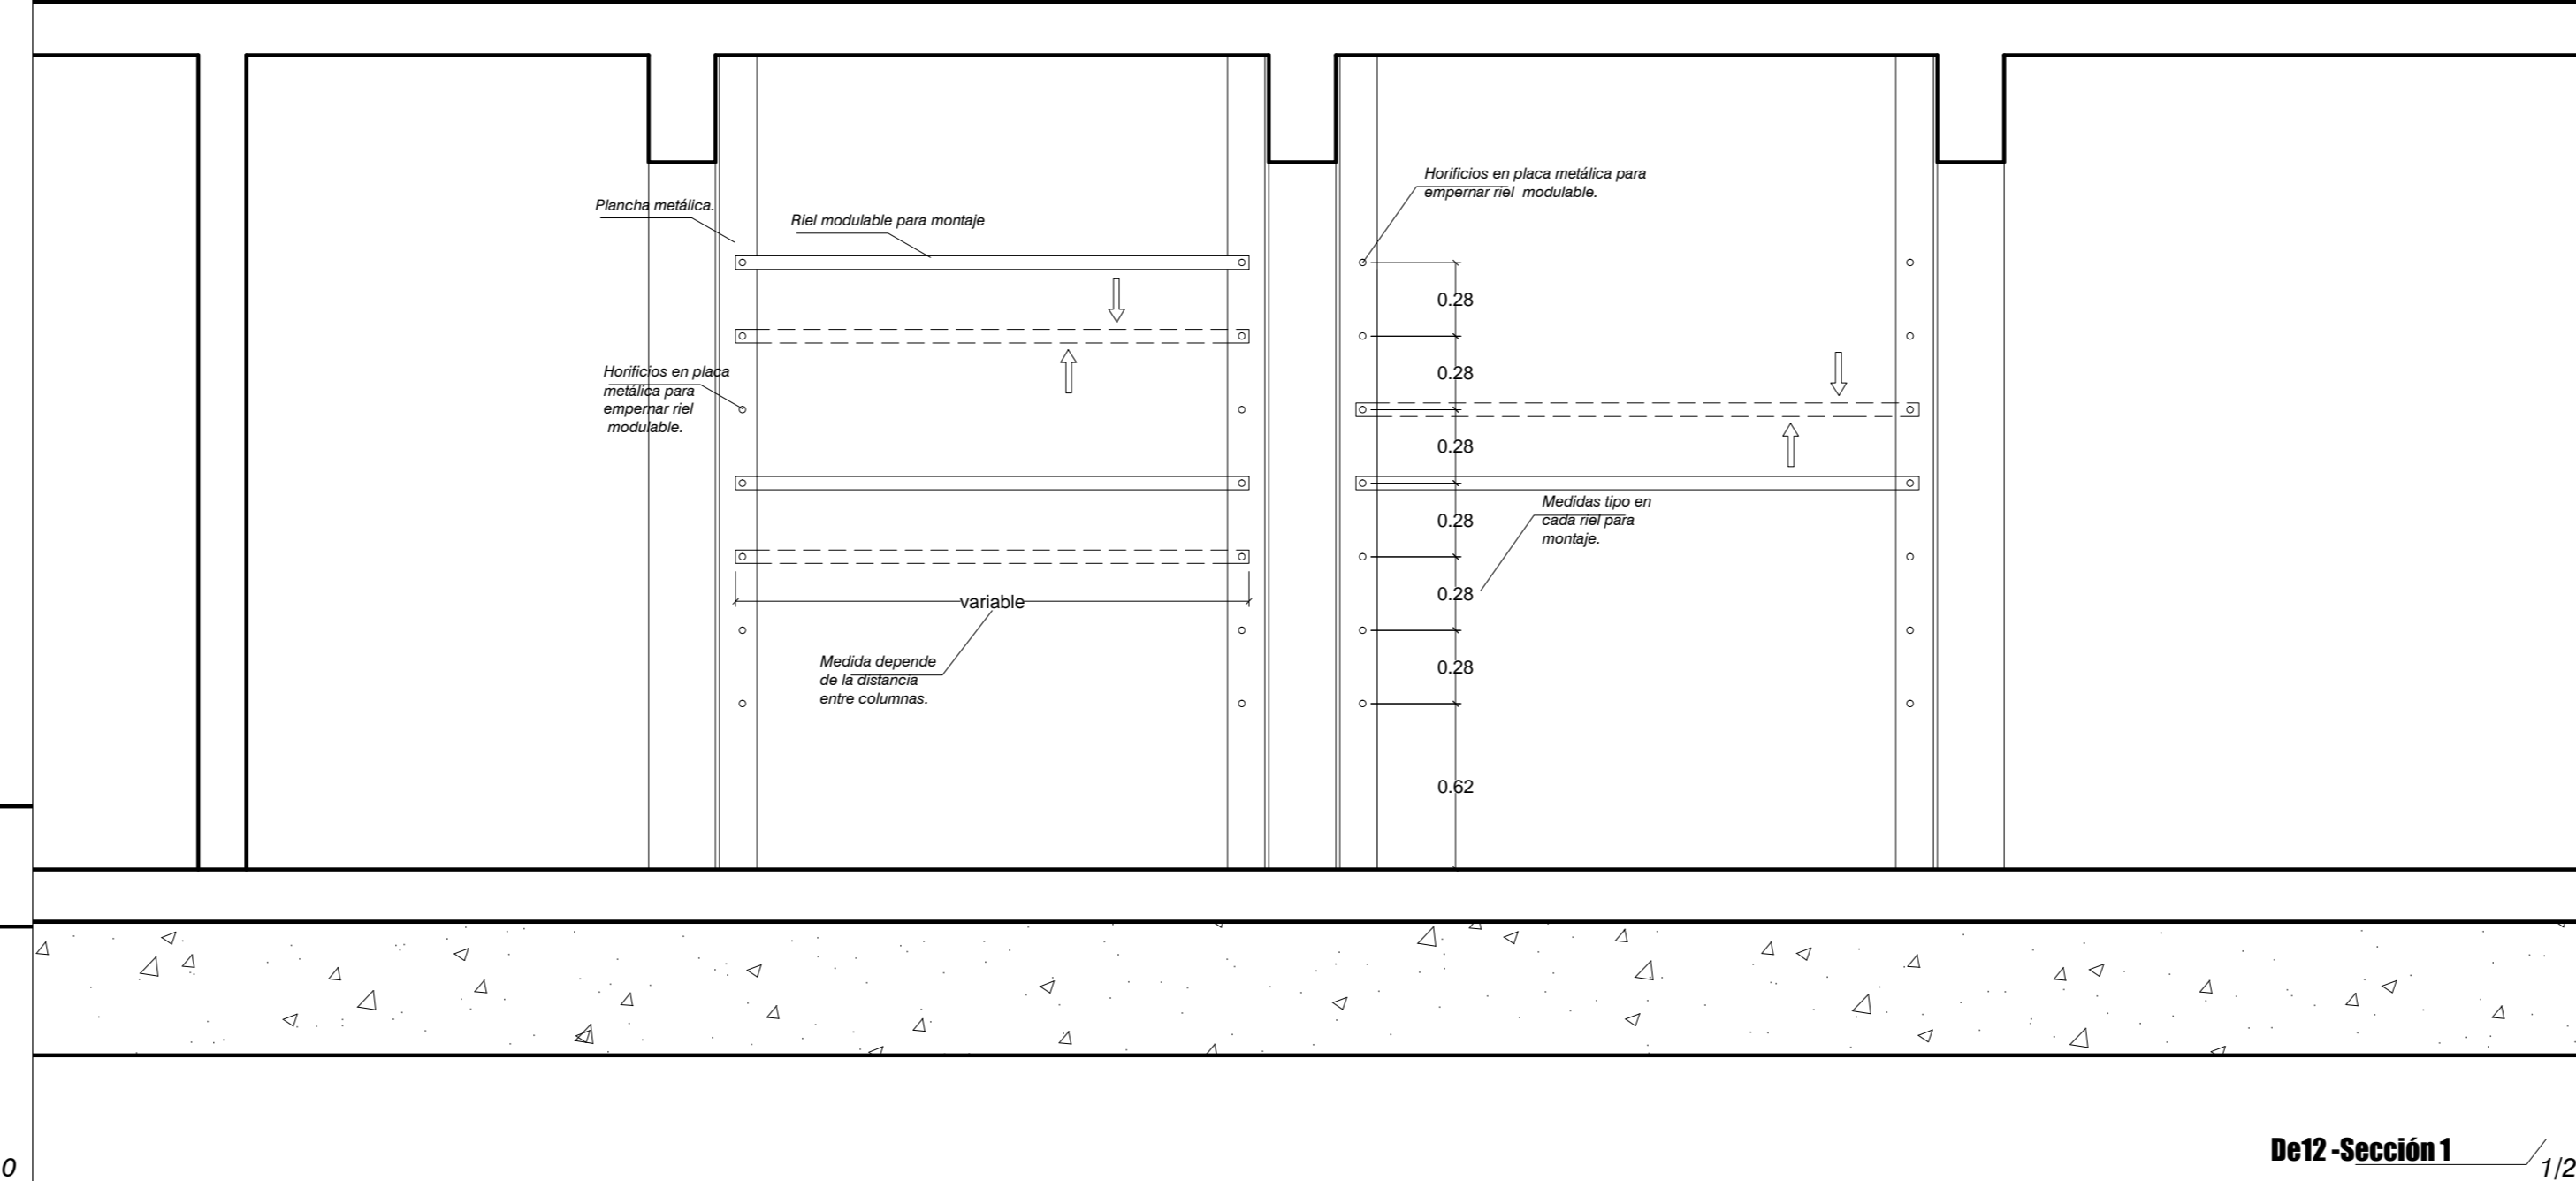 Plancha metálica.
Riel modulable para montaje
Horificios en placa
metálica para
empernar riel
modulable.
variable
Medida depende
de la distancia
entre columnas.
Horificios en placa metálica para
empernar riel modulable.
0.28
0.28
0.28
0.28
0.28
0.28
0.62
Medidas tipo en
cada riel para
montaje.
0
De12 -Sección 1
1/2